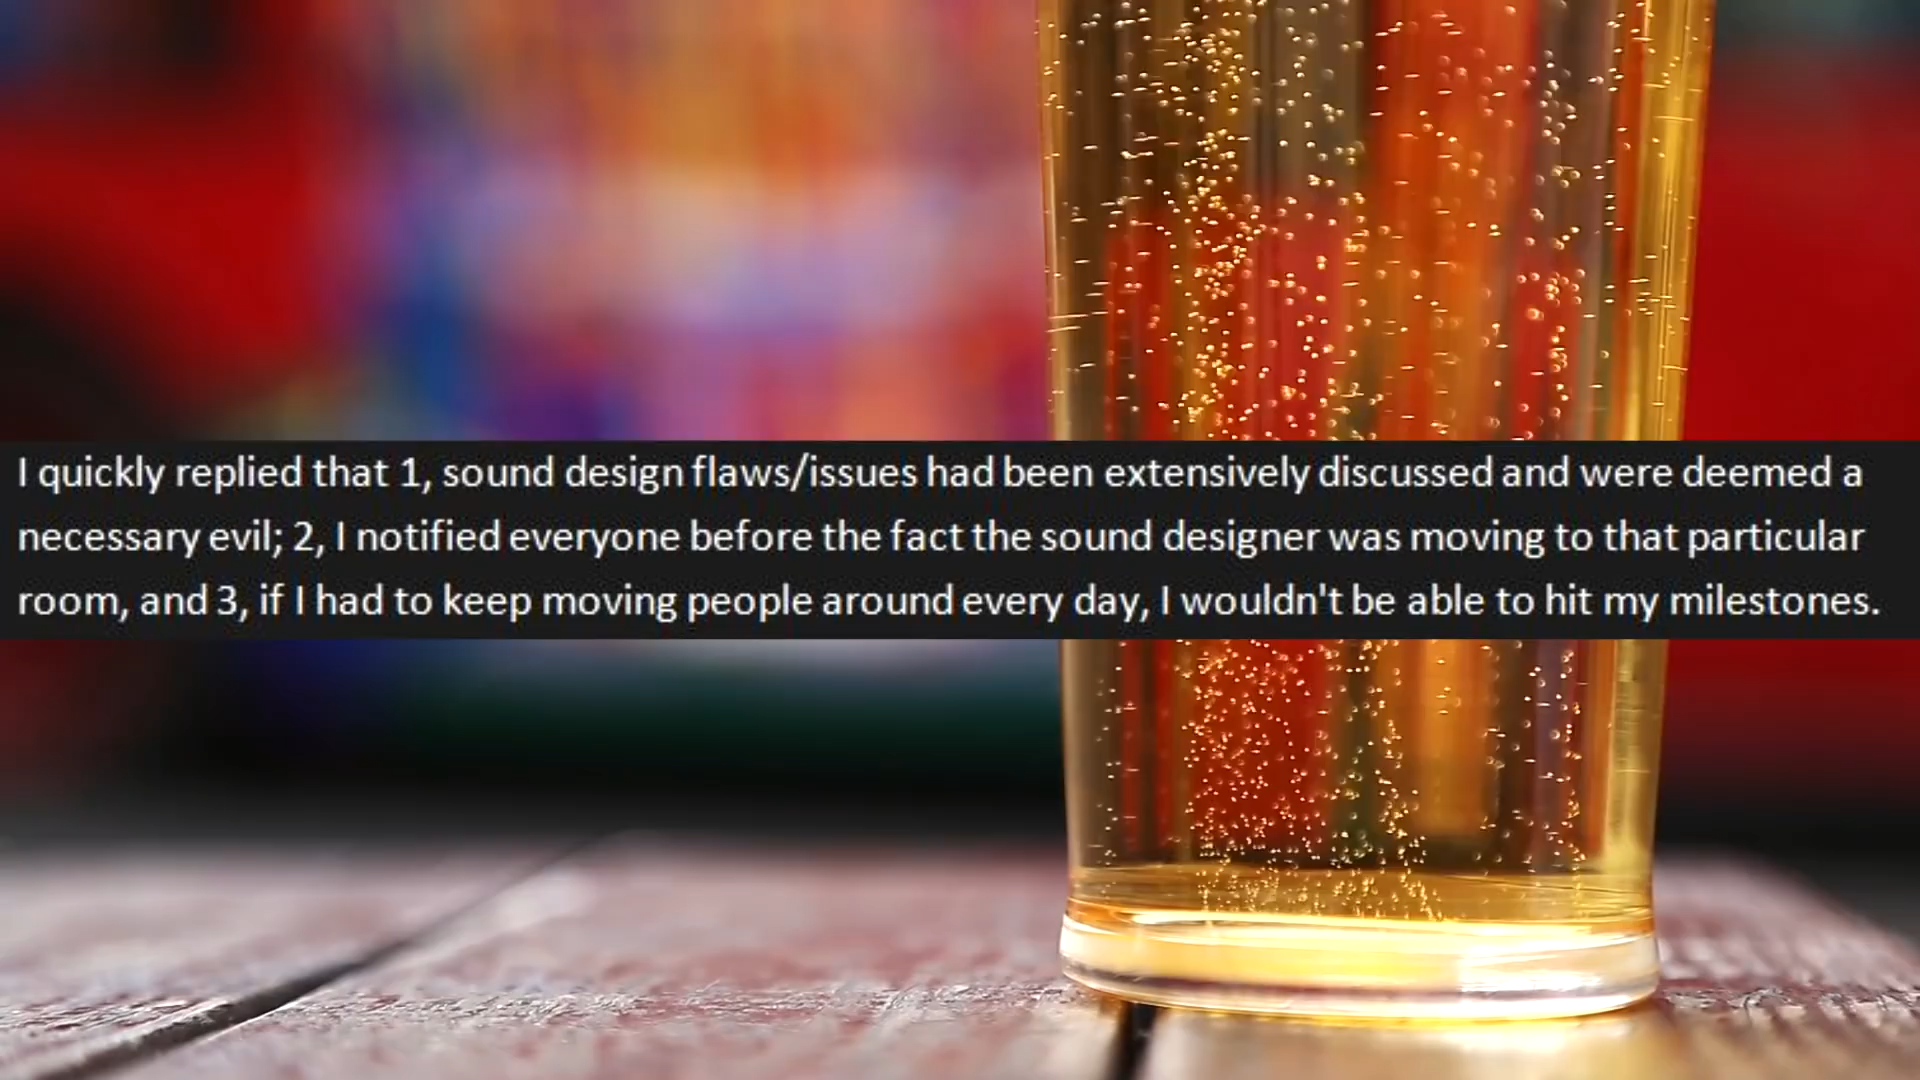 I quickly replied that 1, sound design flaws/issues had been extensively discussed and were deemed a
necessary evil; 2, I notified everyone before the fact the sound designer was moving to that particular
room, and 3, if I had to keep moving people around every day, I wouldn't be able to hit my milestones.